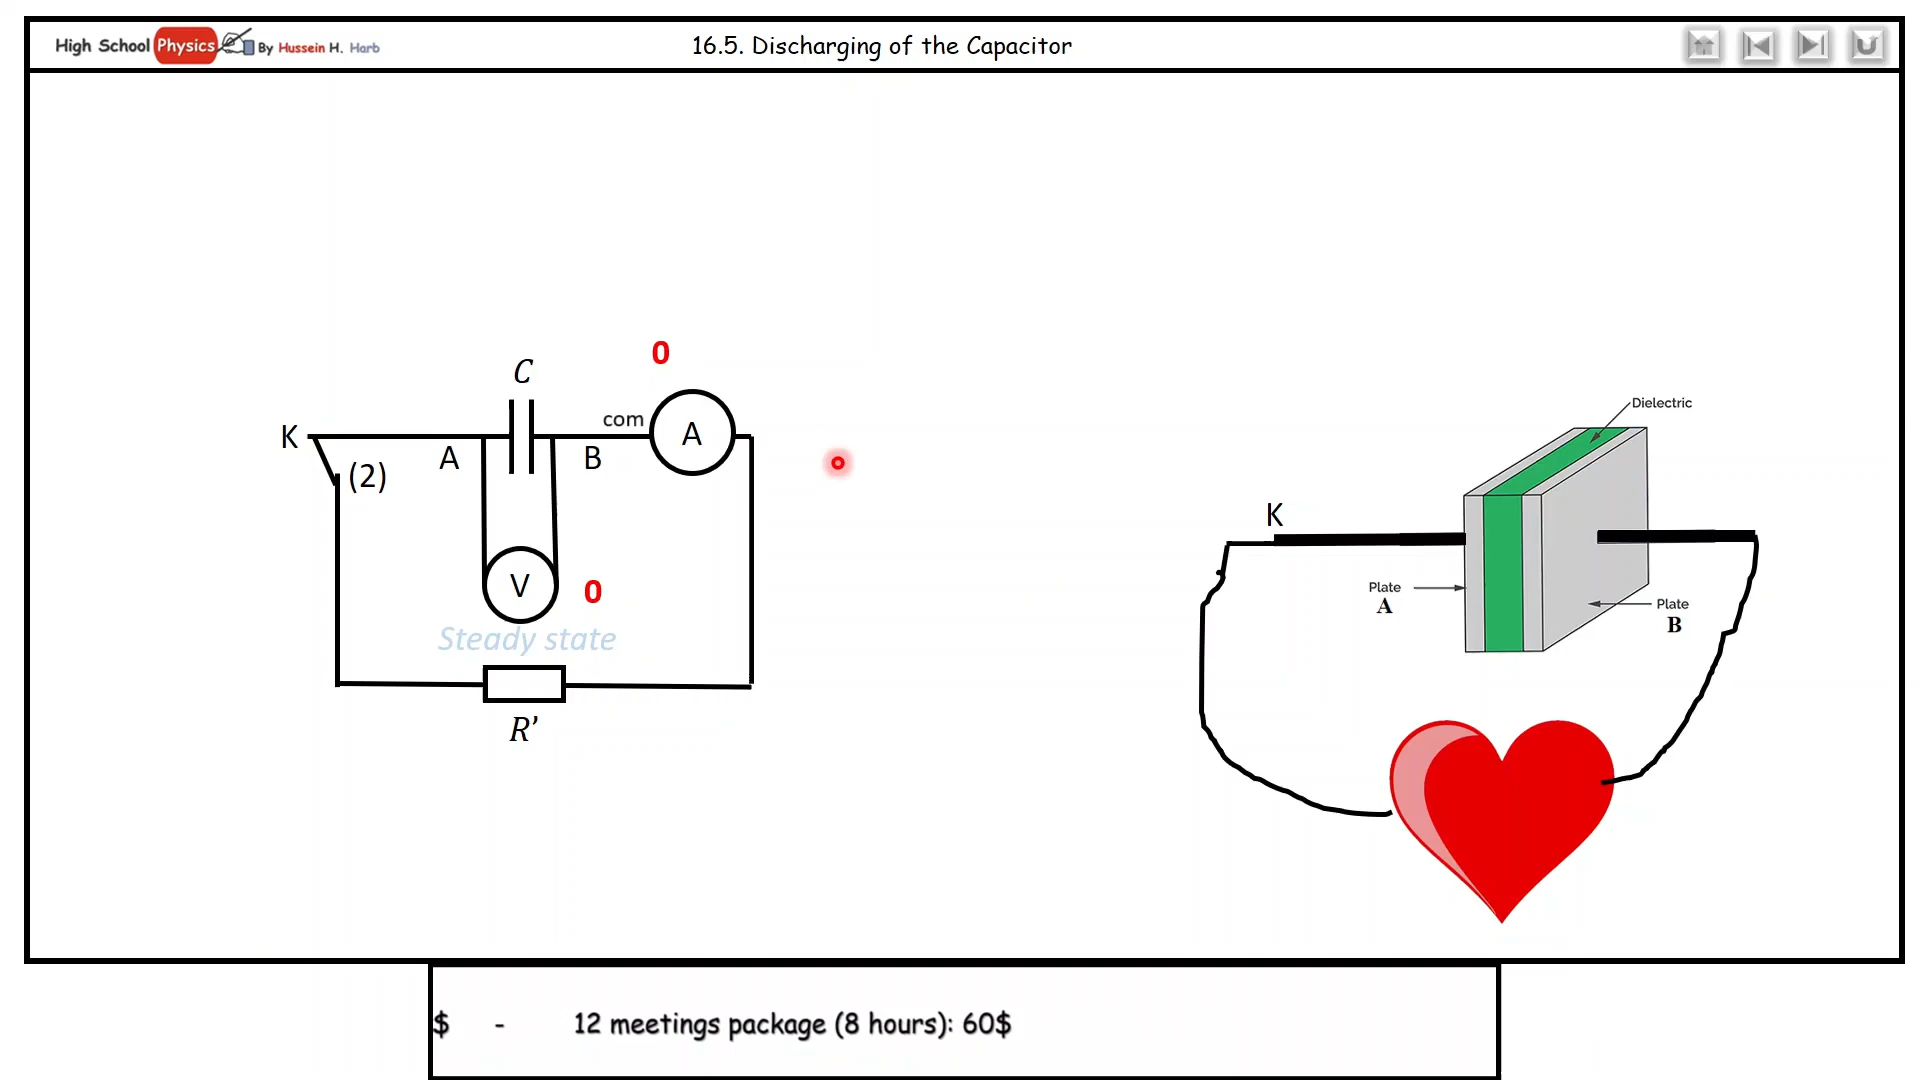 High School Physics By Hussein H. Harb
16.5. Discharging of the Capacitor
0
C
com
A
K
A
B
(2)
V
0
Steady state
R’
Dielectric
K
Plate
A
Plate
B
$ - 12 meetings package (8 hours): 60$